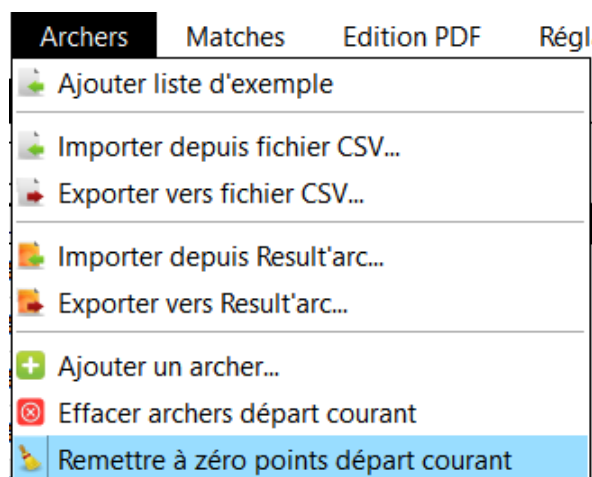 Archers Matches Edition PDF Régl
Ajouter liste d'exemple
Importer depuis fichier CSV...
Exporter vers fichier CSV...
Importer depuis Result'arc...
Exporter vers Result'arc...
Ajouter un archer...
Effacer archers départ courant
Remettre à zéro points départ courant